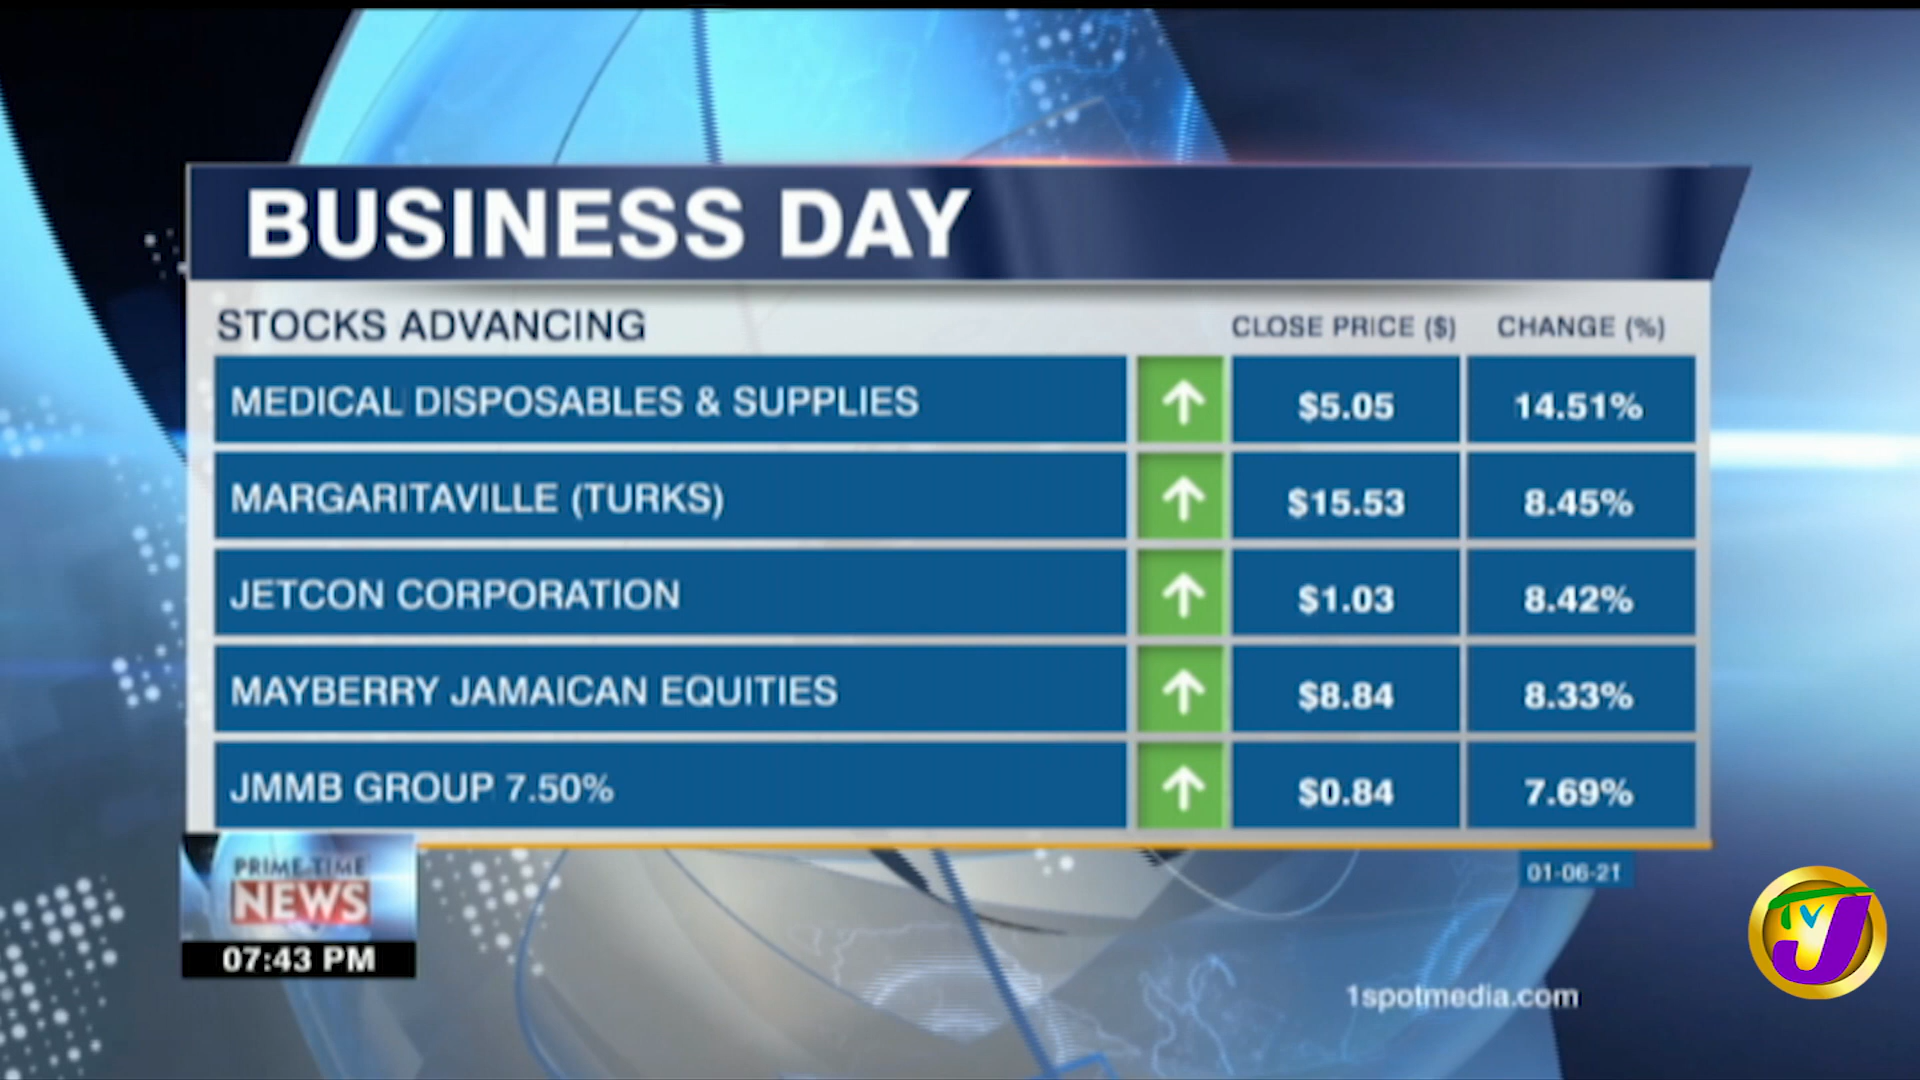 BUSINESS DAY
STOCKS ADVANCING CLOSE PRICE ($) CHANGE (%)
MEDICAL DISPOSABLES & SUPPLIES $5.05 14.51%
MARGARITAVILLE (TURKS) $15.53 8.45%
JETCON CORPORATION $1.03 8.42%
MAYBERRY JAMAICAN EQUITIES $8.84 8.33%
JMMB GROUP 7.50% $0.84 7.69%
PRIME TIME
NEWS
07:43 PM
01-06-21
TVJ
1spotmedia.com